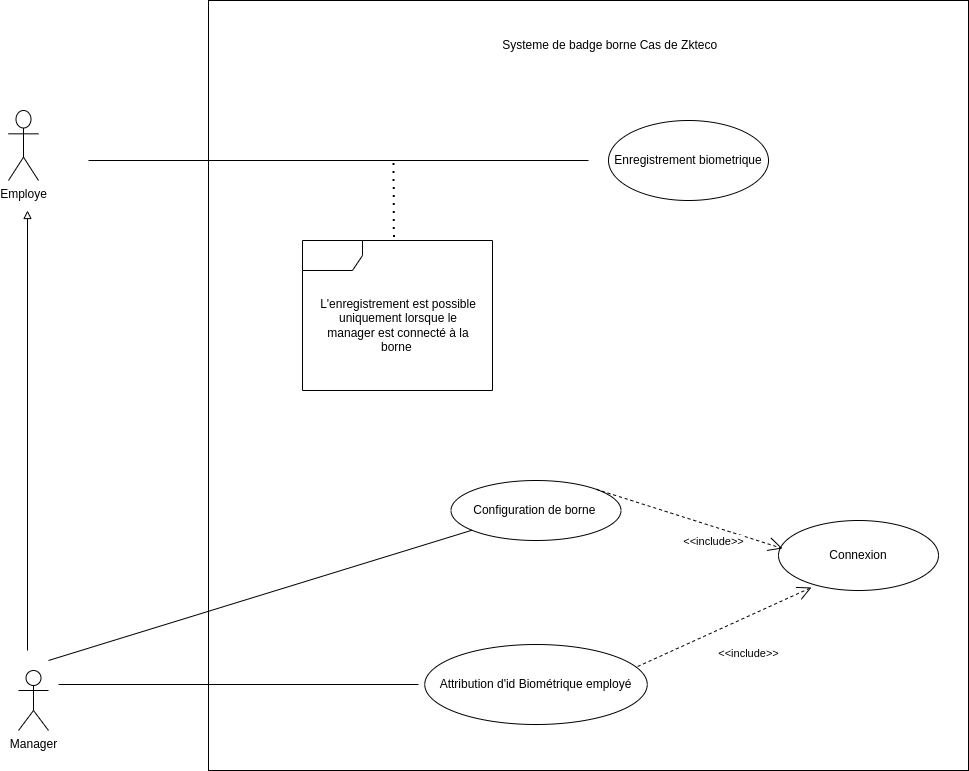 Systeme de badge borne Cas de Zkteco
Enregistrement biometrique
Employe
L'enregistrement est possible
uniquement lorsque le
manager est connecté à la
borne
Configuration de borne
<<include>>
Connexion
<<include>>
Attribution d'id Biométrique employé
Manager